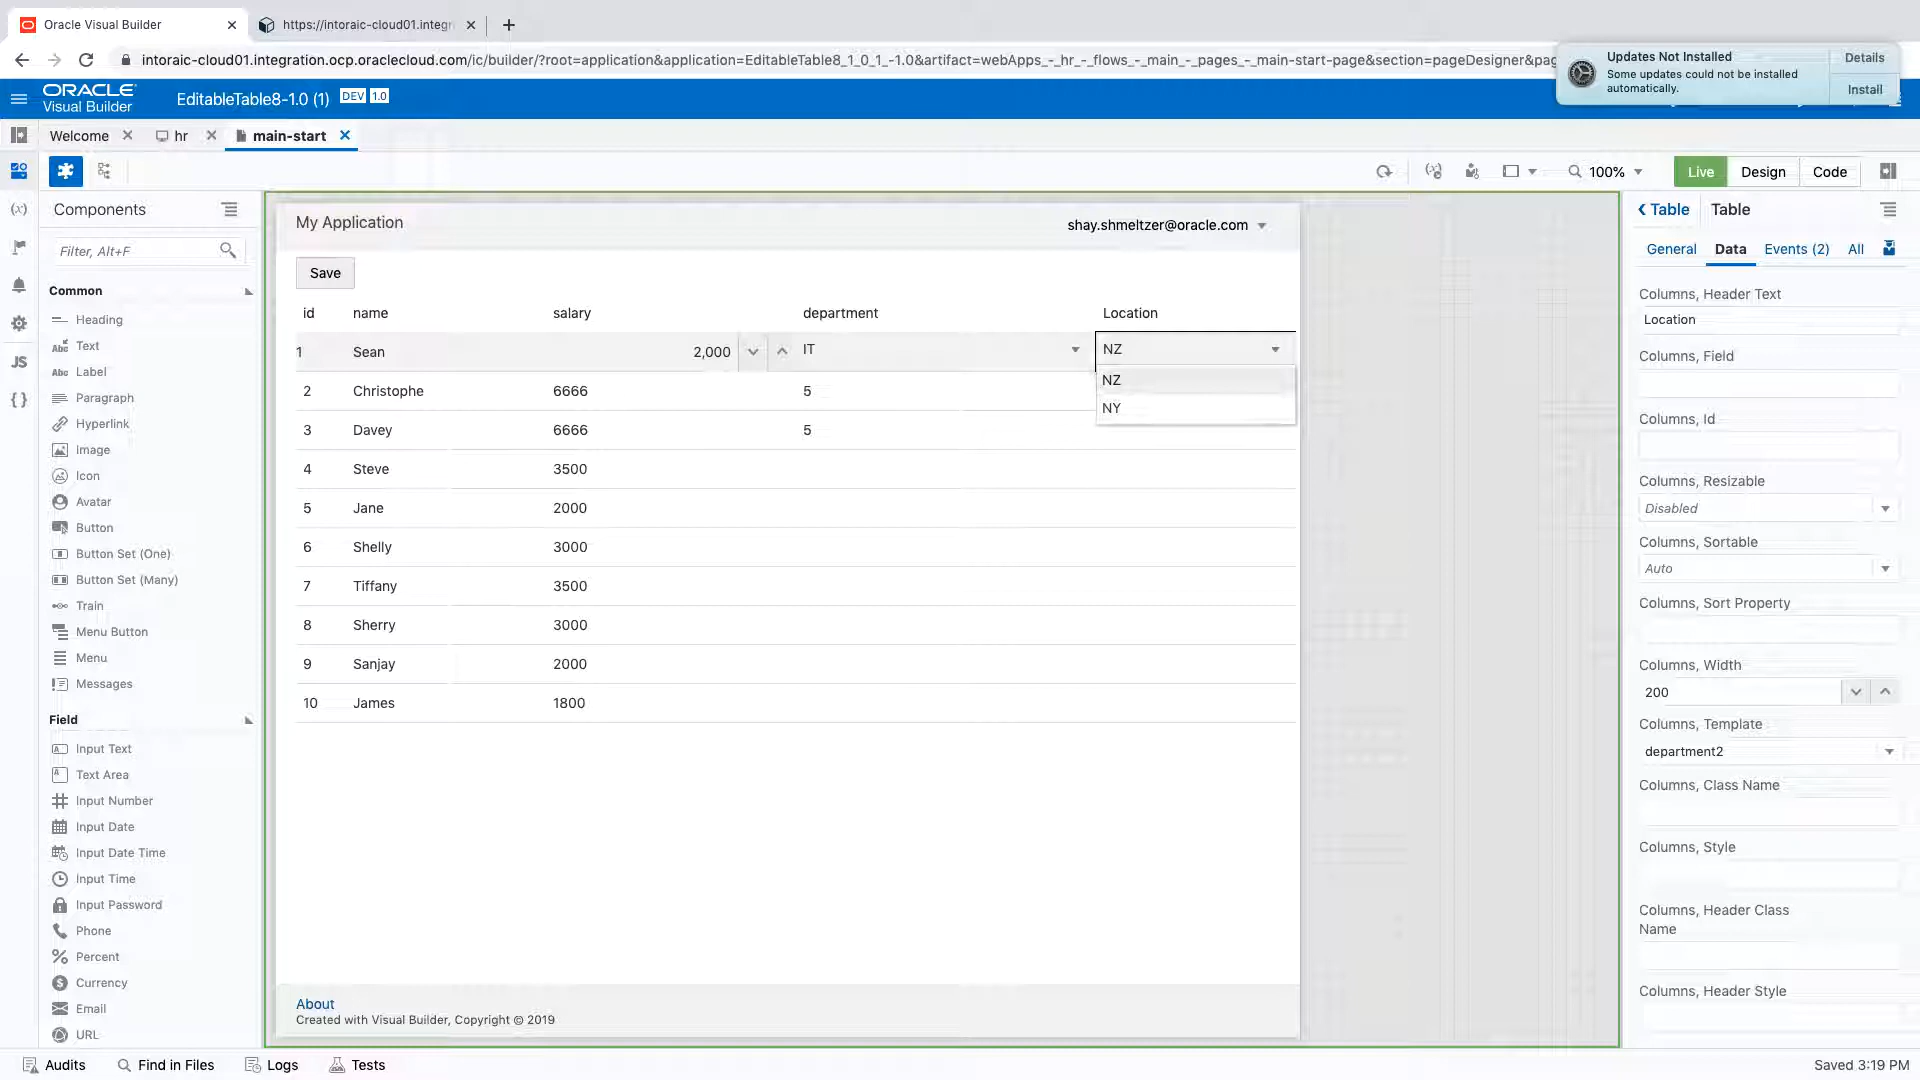 Oracle Visual Builder
https://intoraic-cloud01.integr
intoraic-cloud01.integration.ocp.oraclecloud.com/ic/builder/?root=application&application=EditableTable8_1_0_1_-1.0&artifact=webApps_-_hr_-_flows_-_main_-_pages_-_main-start-page&section=pageDesigner&pag
Updates Not Installed
Some updates could not be installed
automatically.
Details
Install
ORACLE
Visual Builder
EditableTable8-1.0 (1)
DEV
1.0
Welcome
hr
main-start
100%
Live
Design
Code
Components
Filter, Alt+F
Common
Heading
Text
Label
Paragraph
Hyperlink
Image
Icon
Avatar
Button
Button Set (One)
Button Set (Many)
Train
Menu Button
Menu
Messages
Field
Input Text
Text Area
Input Number
Input Date
Input Date Time
Input Time
Input Password
Phone
Percent
Currency
Email
URL
JS
My Application
shay.shmeltzer@oracle.com
Save
id name salary department Location
1 Sean 2,000 IT NZ
NZ
NY
2 Christophe 6666 5
3 Davey 6666 5
4 Steve 3500
5 Jane 2000
6 Shelly 3000
7 Tiffany 3500
8 Sherry 3000
9 Sanjay 2000
10 James 1800
About
Created with Visual Builder, Copyright © 2019
Table
Table
General
Data
Events (2)
All
Columns, Header Text
Location
Columns, Field
Columns, Id
Columns, Resizable
Disabled
Columns, Sortable
Auto
Columns, Sort Property
Columns, Width
200
Columns, Template
department2
Columns, Class Name
Columns, Style
Columns, Header Class
Name
Columns, Header Style
Audits
Find in Files
Logs
Tests
Saved 3:19 PM